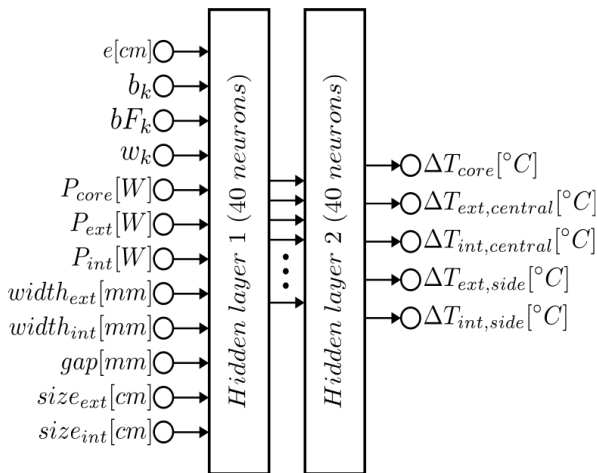 e[cm]
b_k
bF_k
w_k
P_core[W]
P_ext[W]
P_int[W]
width_ext[mm]
width_int[mm]
gap[mm]
size_ext[cm]
size_int[cm]
Hidden layer 1 (40 neurons)
Hidden layer 2 (40 neurons)
ΔT_core[°C]
ΔT_ext,central[°C]
ΔT_int,central[°C]
ΔT_ext,side[°C]
ΔT_int,side[°C]